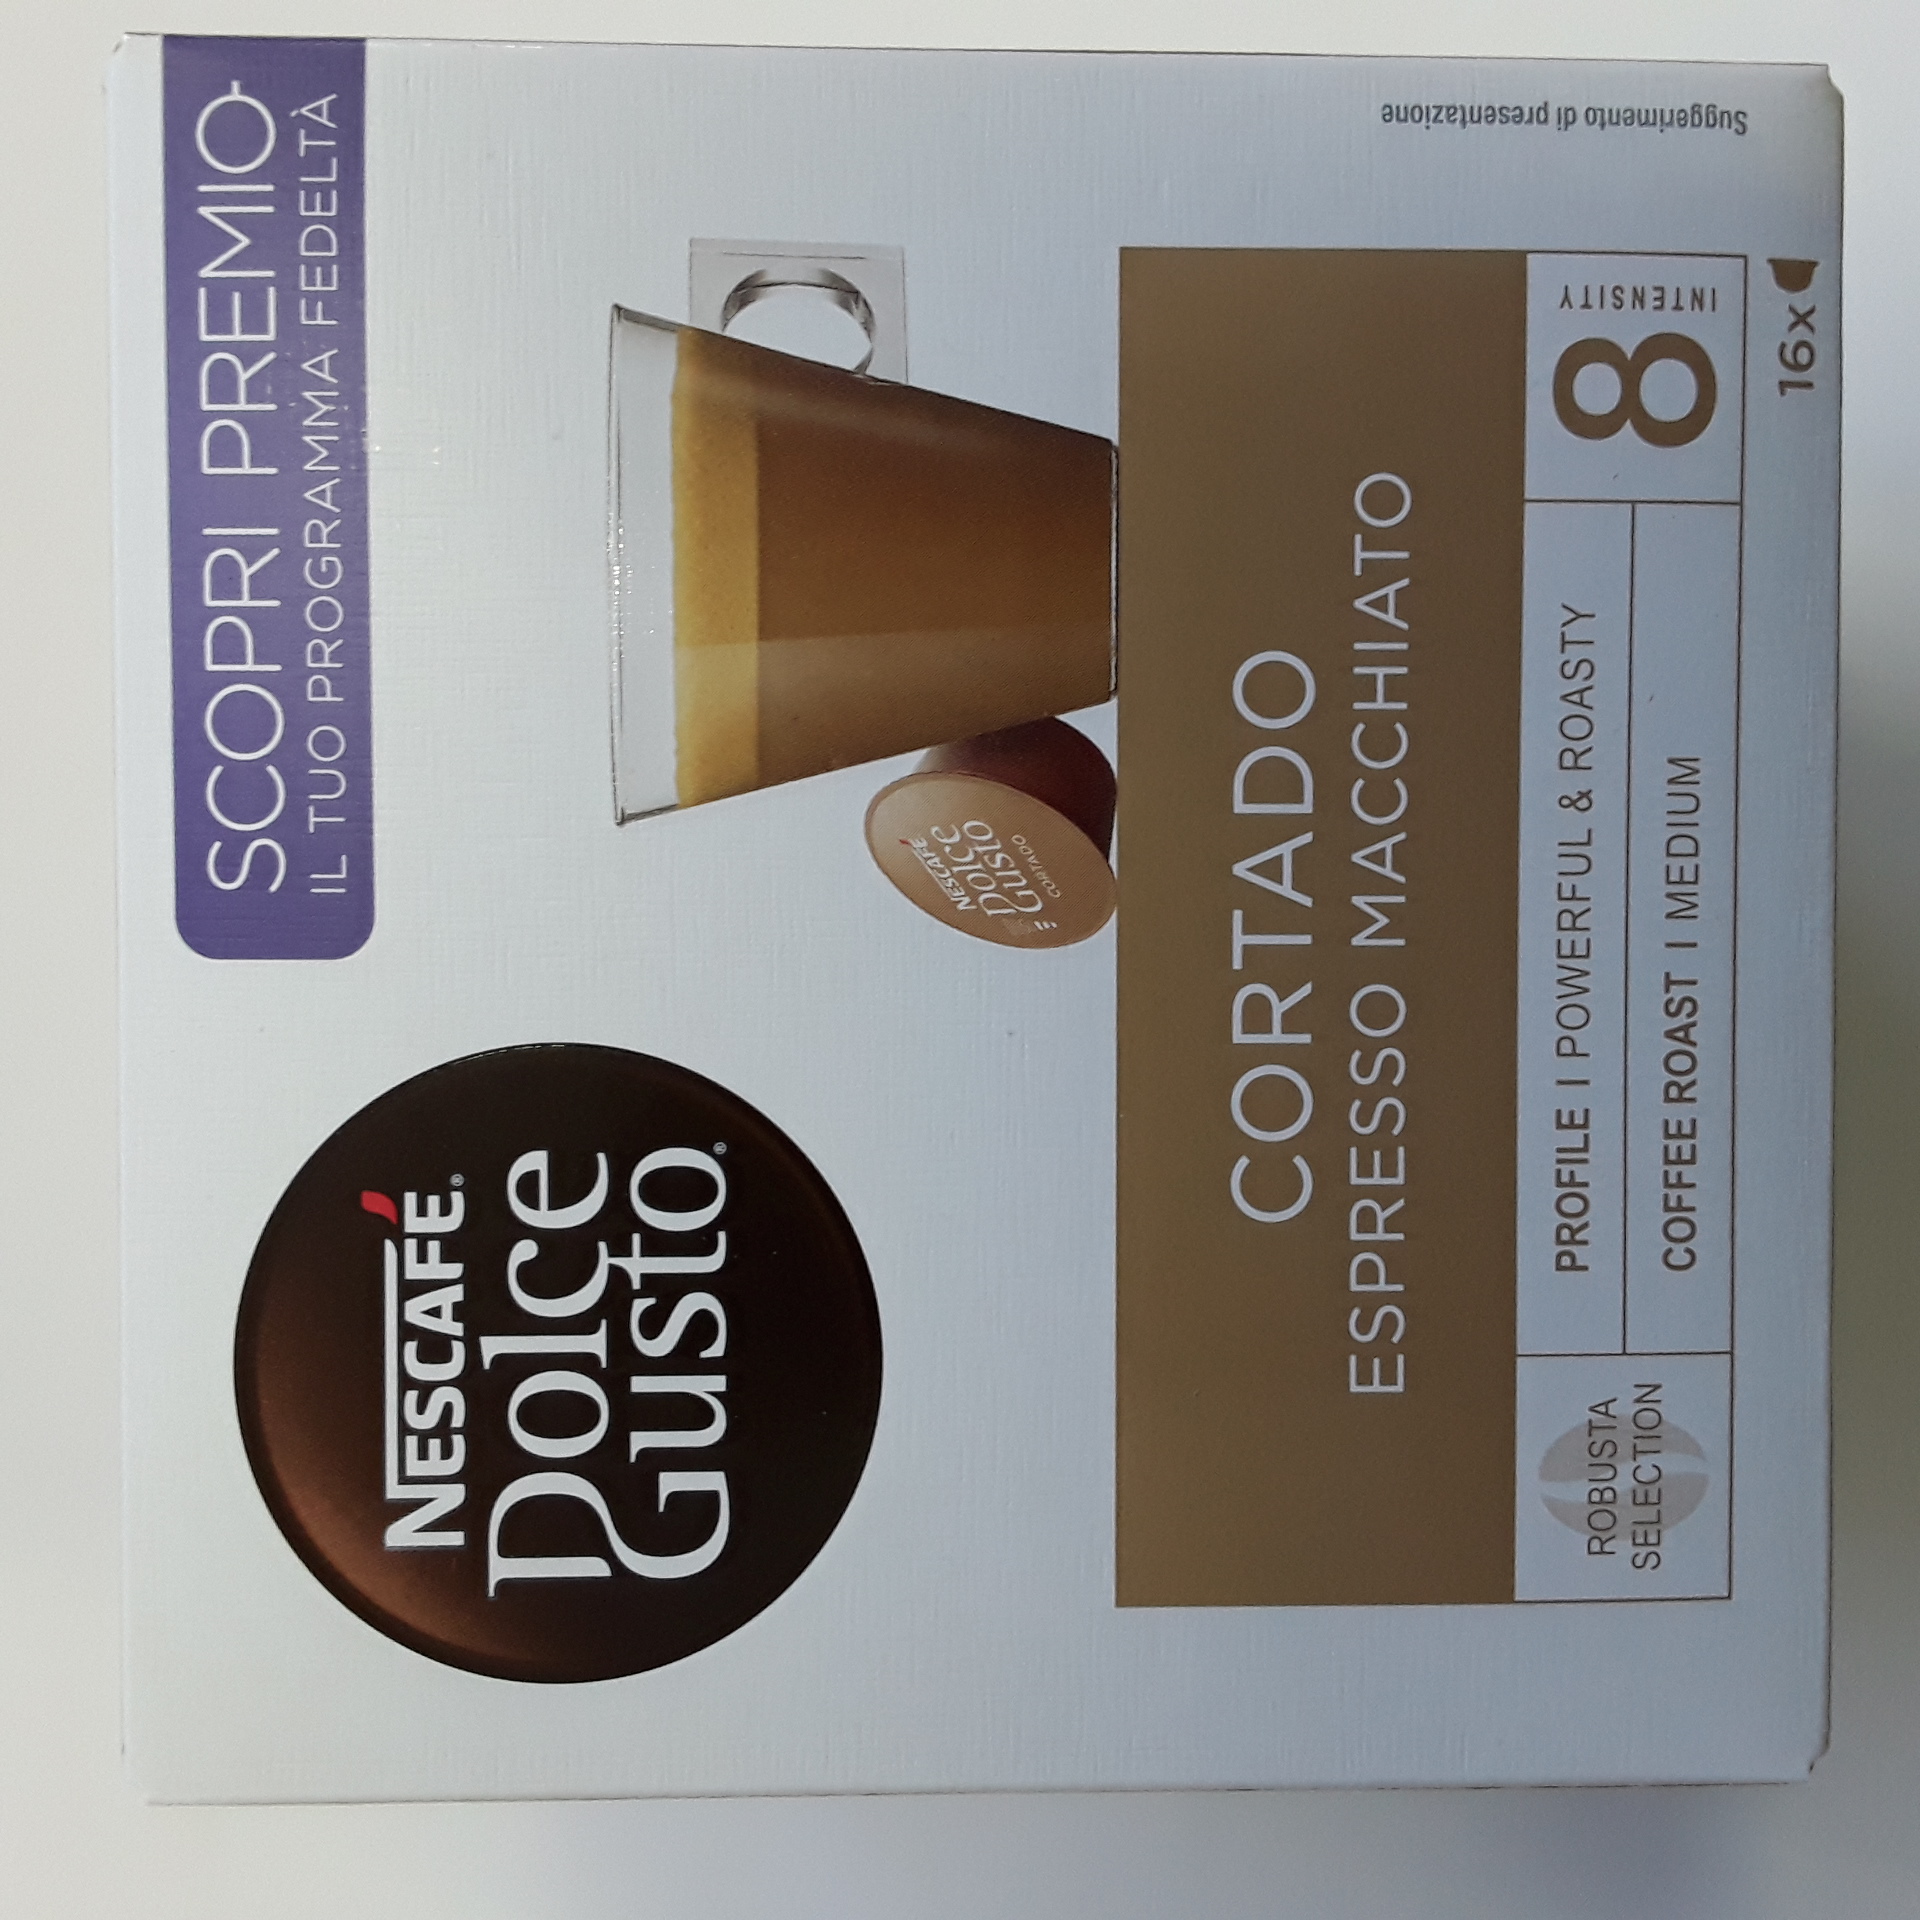 SCOPRI PREMIO
IL TUO PROGRAMMA FEDELTÀ
NESCAFÉ®
Dolce
Gusto®
NESCAFÉ
Dolce
Gusto
CORTADO
CORTADO
ESPRESSO MACCHIATO
ROBUSTA
SELECTION
PROFILE | POWERFUL & ROASTY
COFFEE ROAST | MEDIUM
8
INTENSITY
16x
Suggerimento di presentazione